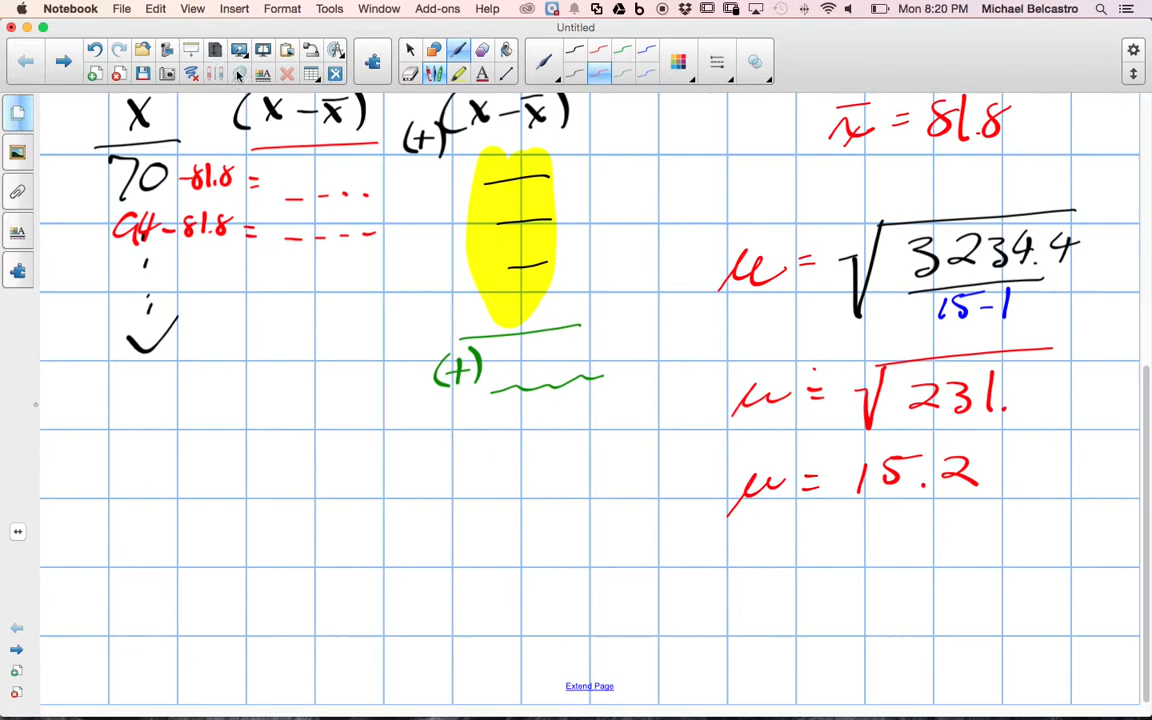 Notebook File Edit View Insert Format Tools Window Add-ons Help Mon 8:20 PM Michael Belcastro
Untitled
x (x - x̄) (+) (x - x̄)
x̄ = 81.8
70 - 81.8 =
94 - 81.8 =
μ = √ 3234.4
15 - 1
(+)
μ ≐ √ 231.
μ = 15.2
Extend Page